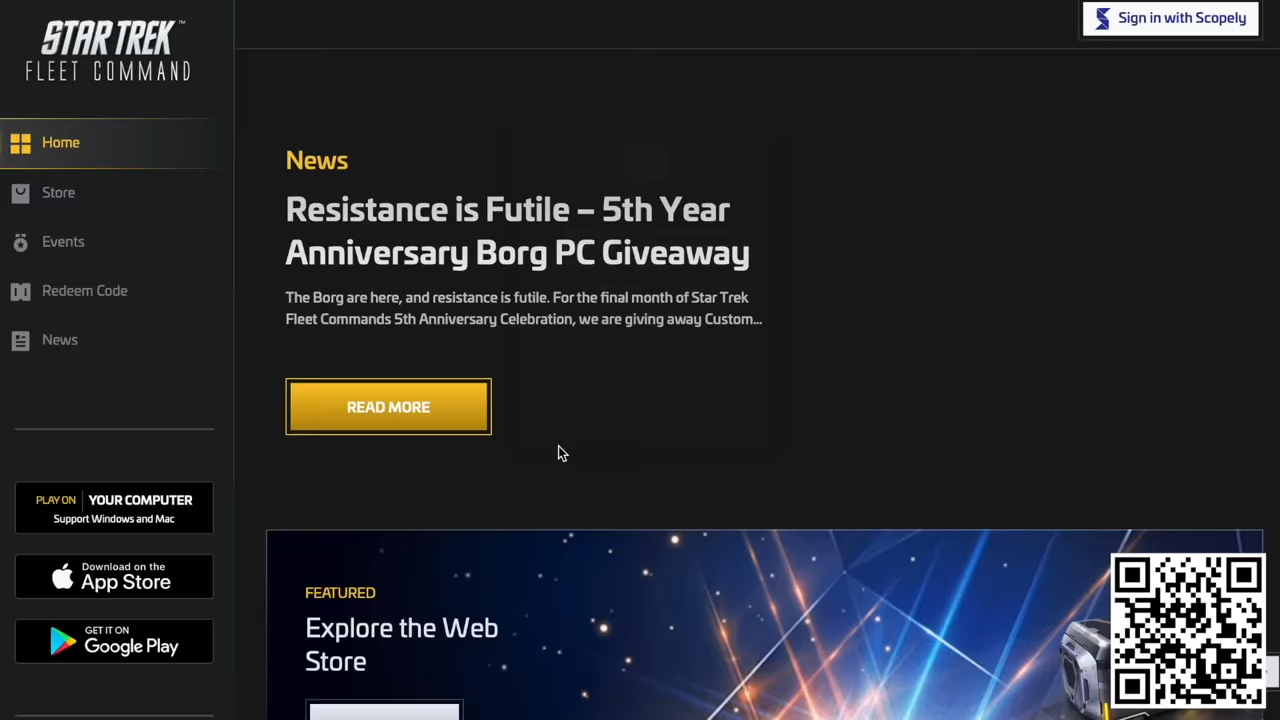 STAR TREK™
FLEET COMMAND
Sign in with Scopely
Home
Store
Events
Redeem Code
News
PLAY ON YOUR COMPUTER
Support Windows and Mac
Download on the
App Store
GET IT ON
Google Play
News
Resistance is Futile – 5th Year
Anniversary Borg PC Giveaway
The Borg are here, and resistance is futile. For the final month of Star Trek
Fleet Commands 5th Anniversary Celebration, we are giving away Custom...
READ MORE
FEATURED
Explore the Web
Store